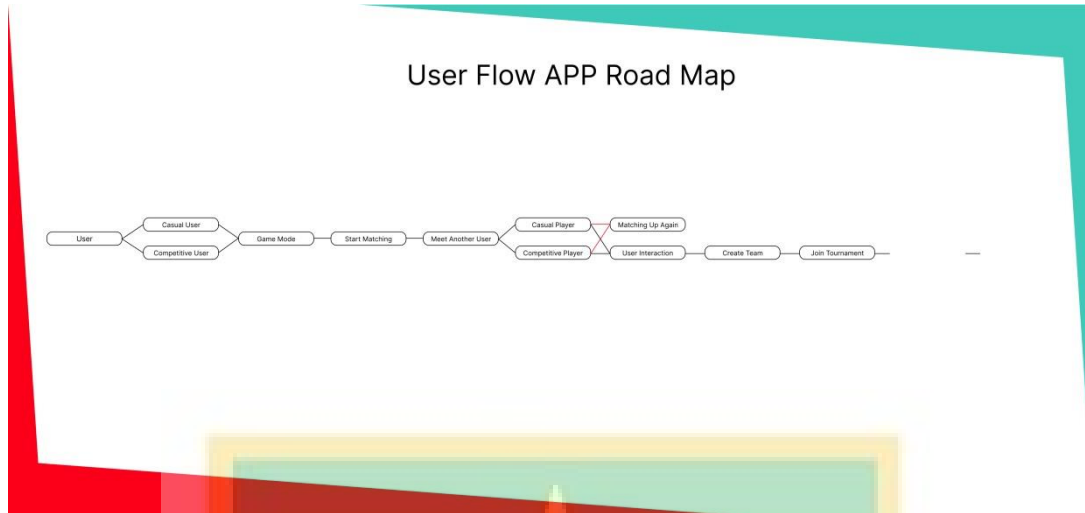 User Flow APP Road Map
User
Casual User
Competitive User
Game Mode
Start Matching
Meet Another User
Casual Player
Competitive Player
Matching Up Again
User Interaction
Create Team
Join Tournament